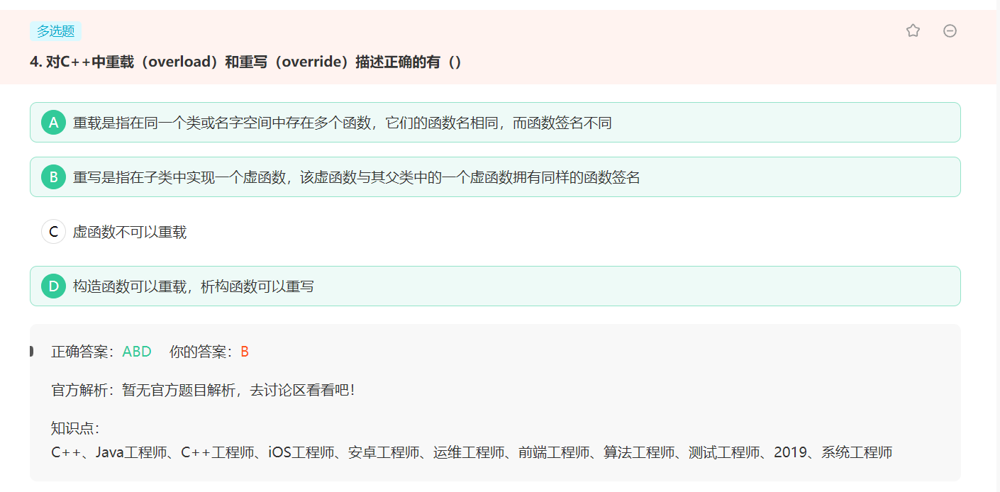 多选题
4. 对C++中重载（overload）和重写（override）描述正确的有（）
A 重载是指在同一个类或名字空间中存在多个函数，它们的函数名相同，而函数签名不同
B 重写是指在子类中实现一个虚函数，该虚函数与其父类中的一个虚函数拥有同样的函数签名
C 虚函数不可以重载
D 构造函数可以重载，析构函数可以重写
正确答案：ABD 你的答案：B
官方解析：暂无官方题目解析，去讨论区看看吧！
知识点：
C++、Java工程师、C++工程师、iOS工程师、安卓工程师、运维工程师、前端工程师、算法工程师、测试工程师、2019、系统工程师